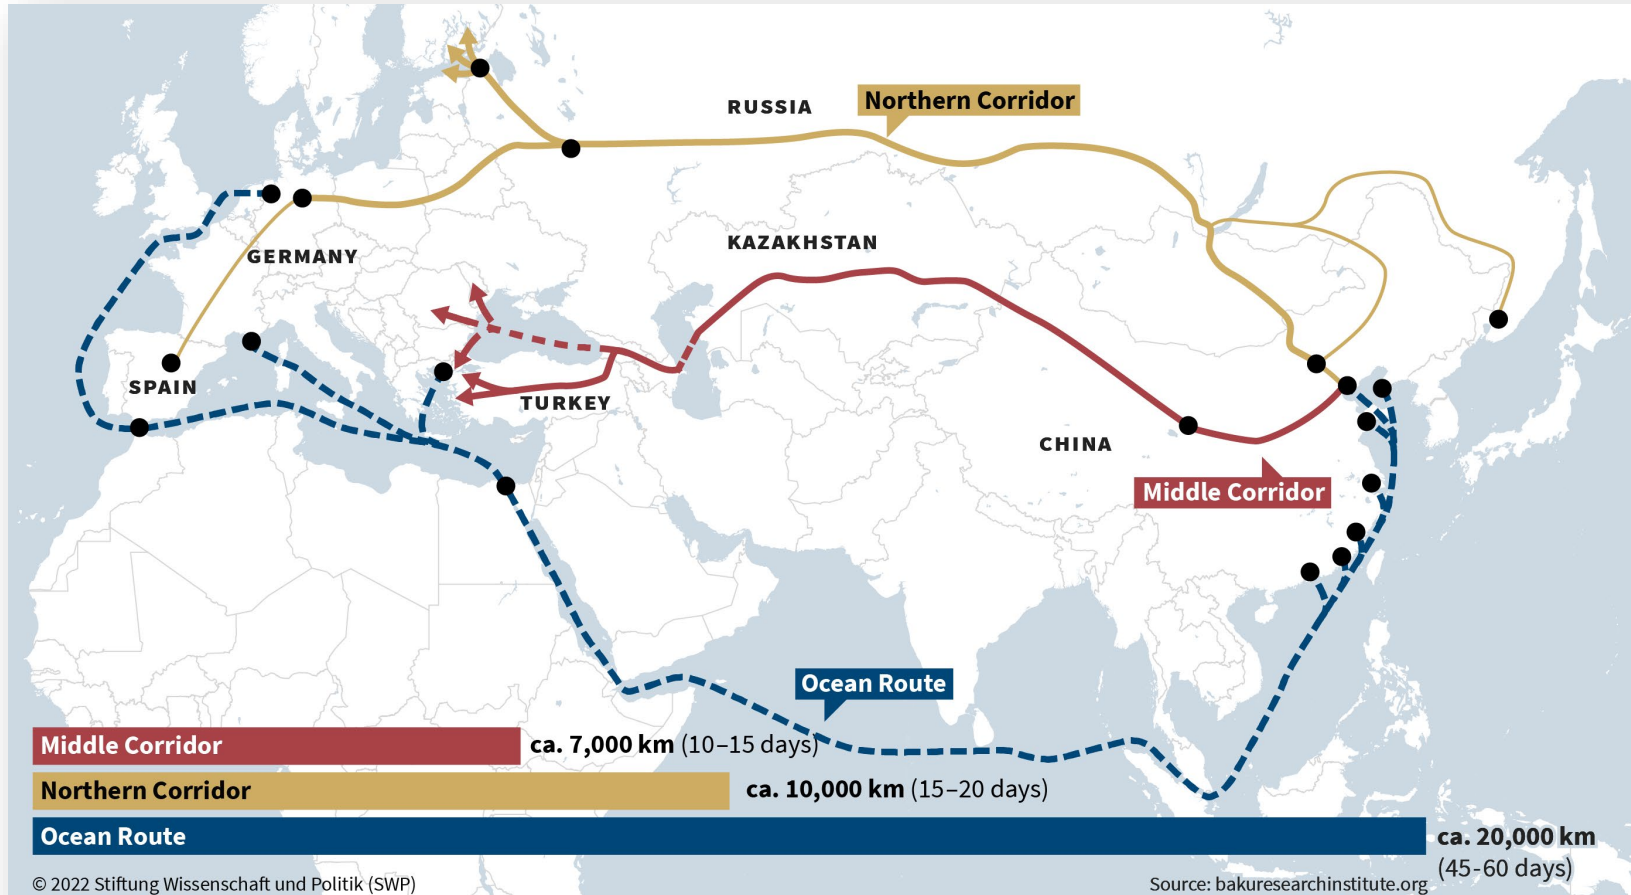 RUSSIA
Northern Corridor
KAZAKHSTAN
GERMANY
SPAIN
TURKEY
CHINA
Middle Corridor
Ocean Route
Middle Corridor ca. 7,000 km (10–15 days)
Northern Corridor ca. 10,000 km (15–20 days)
Ocean Route ca. 20,000 km
(45-60 days)
© 2022 Stiftung Wissenschaft und Politik (SWP) Source: bakuresearchinstitute.org